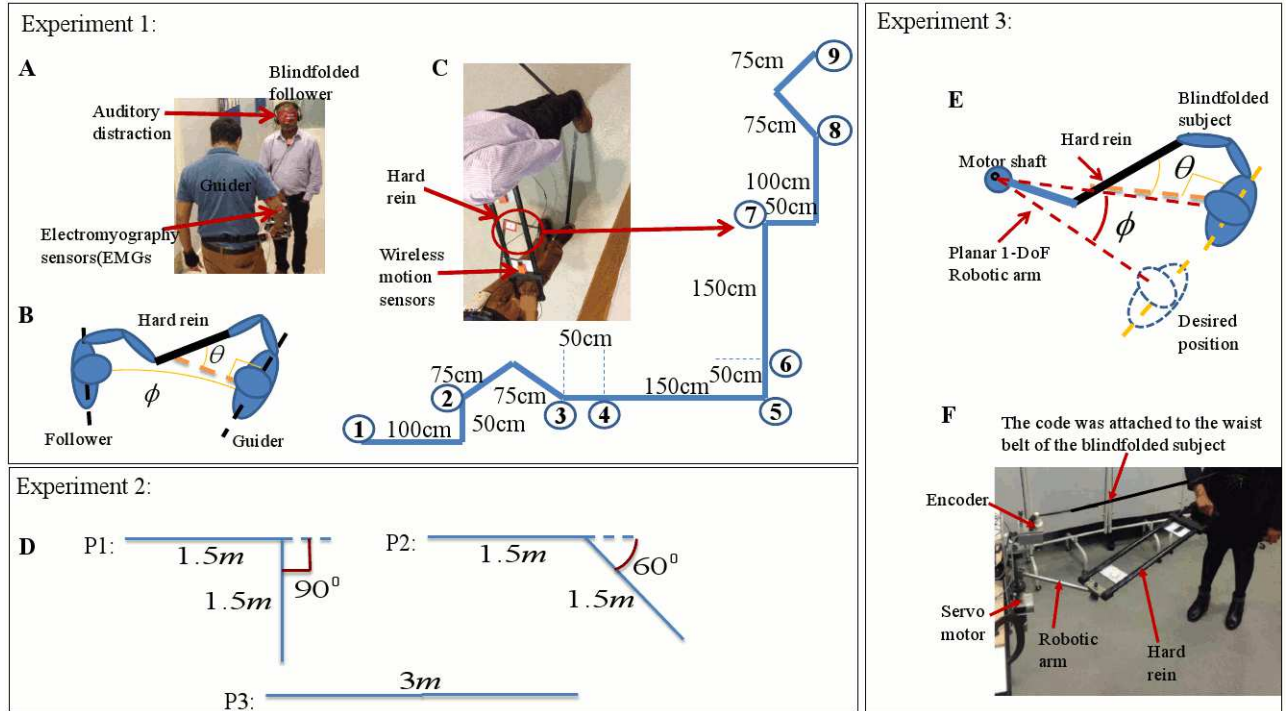 Experiment 1:
A
Blindfolded
follower
Auditory
distraction
Guider
Electromyography
sensors(EMGs
B
Hard rein
θ
ϕ
Follower
Guider
C
Hard
rein
Wireless
motion
sensors
1
100cm
2
50cm
75cm
75cm
3
50cm
4
150cm
5
50cm
6
150cm
7
50cm
100cm
8
75cm
75cm
9
Experiment 2:
D
P1:
1.5m
1.5m
90⁰
P2:
1.5m
1.5m
60⁰
P3:
3m
Experiment 3:
E
Blindfolded
subject
Hard rein
Motor shaft
θ
ϕ
Planar 1-DoF
Robotic arm
Desired
position
F
The code was attached to the waist
belt of the blindfolded subject
Encoder
Servo
motor
Robotic
arm
Hard
rein